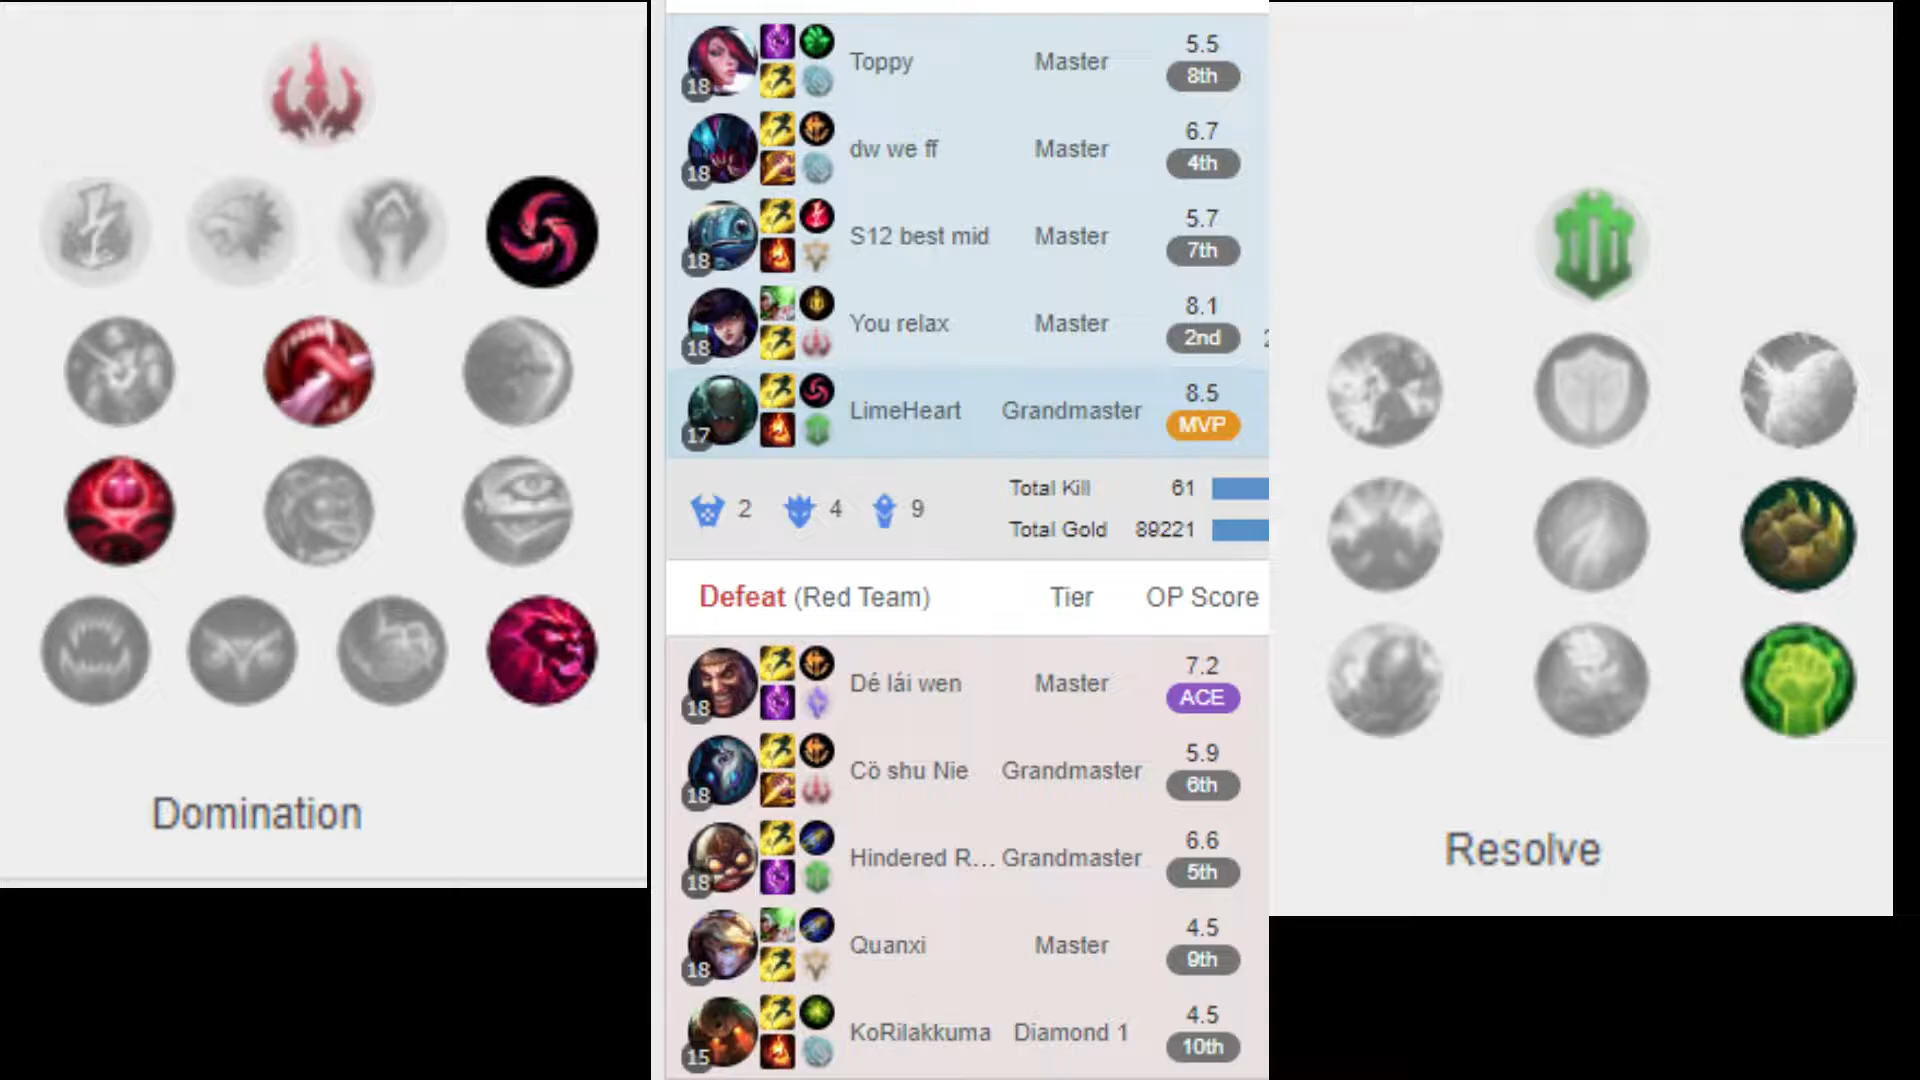 Domination
18 Toppy Master 5.5
8th
18 dw we ff Master 6.7
4th
18 S12 best mid Master 5.7
7th
18 You relax Master 8.1
2nd
17 LimeHeart Grandmaster 8.5
MVP
2 4 9
Total Kill 61
Total Gold 89221
Defeat (Red Team) Tier OP Score
18 Dé lái wen Master 7.2
ACE
18 Cö shu Nie Grandmaster 5.9
6th
18 Hindered R... Grandmaster 6.6
5th
18 Quanxi Master 4.5
9th
15 KoRilakkuma Diamond 1 4.5
10th
Resolve